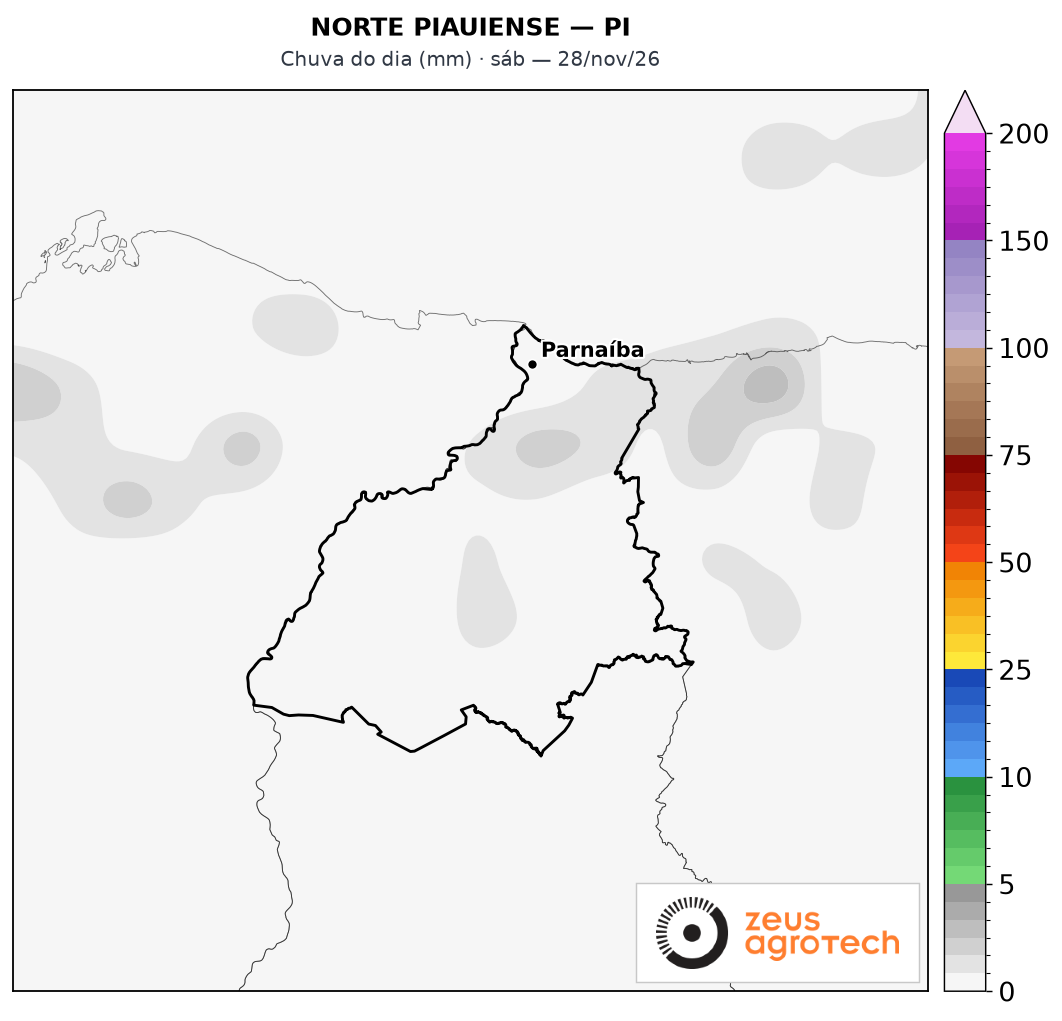 NORTE PIAUIENSE — PI
Chuva do dia (mm) · sáb — 28/nov/26
Parnaíba
200
150
100
75
50
25
10
5
0
zeus
agrotech